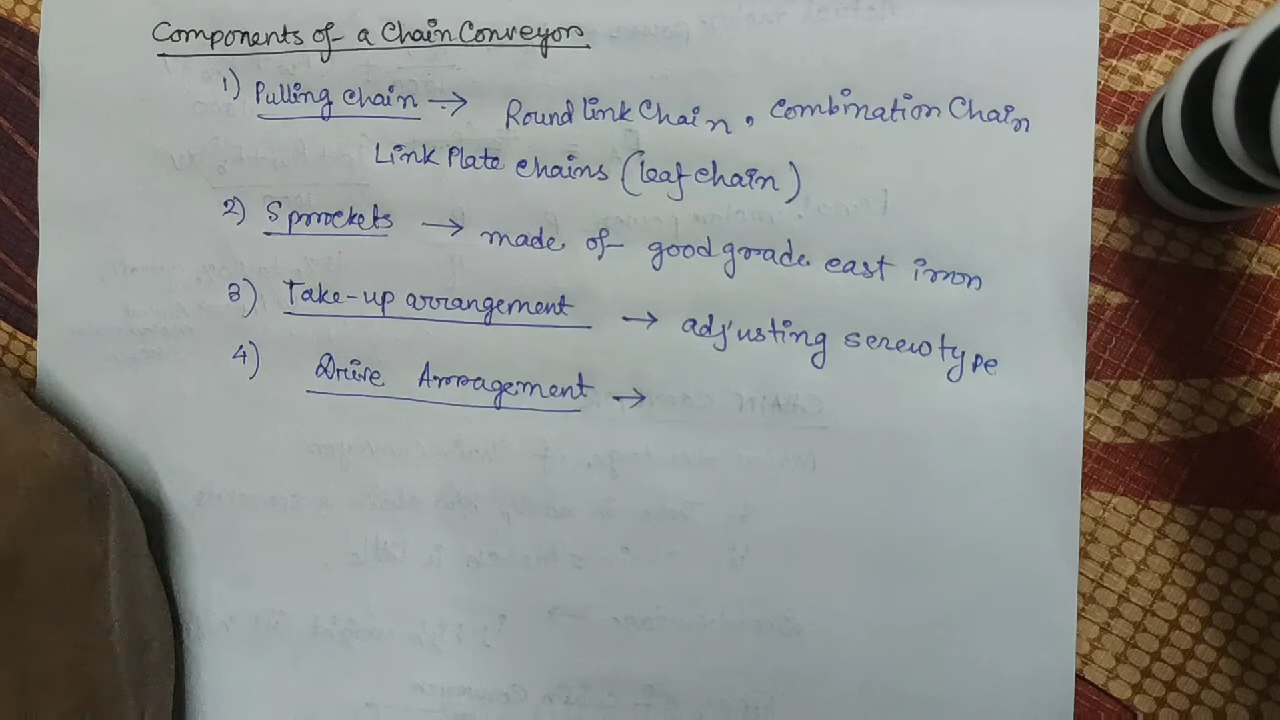 Components of a Chain Conveyor
1) Pulling chain → Round link Chain, Combination Chain
Link Plate chains (leaf chain)
2) Sprockets → made of good grade cast iron
3) Take-up arrangement → adjusting screw type
4) Drive Arragement →